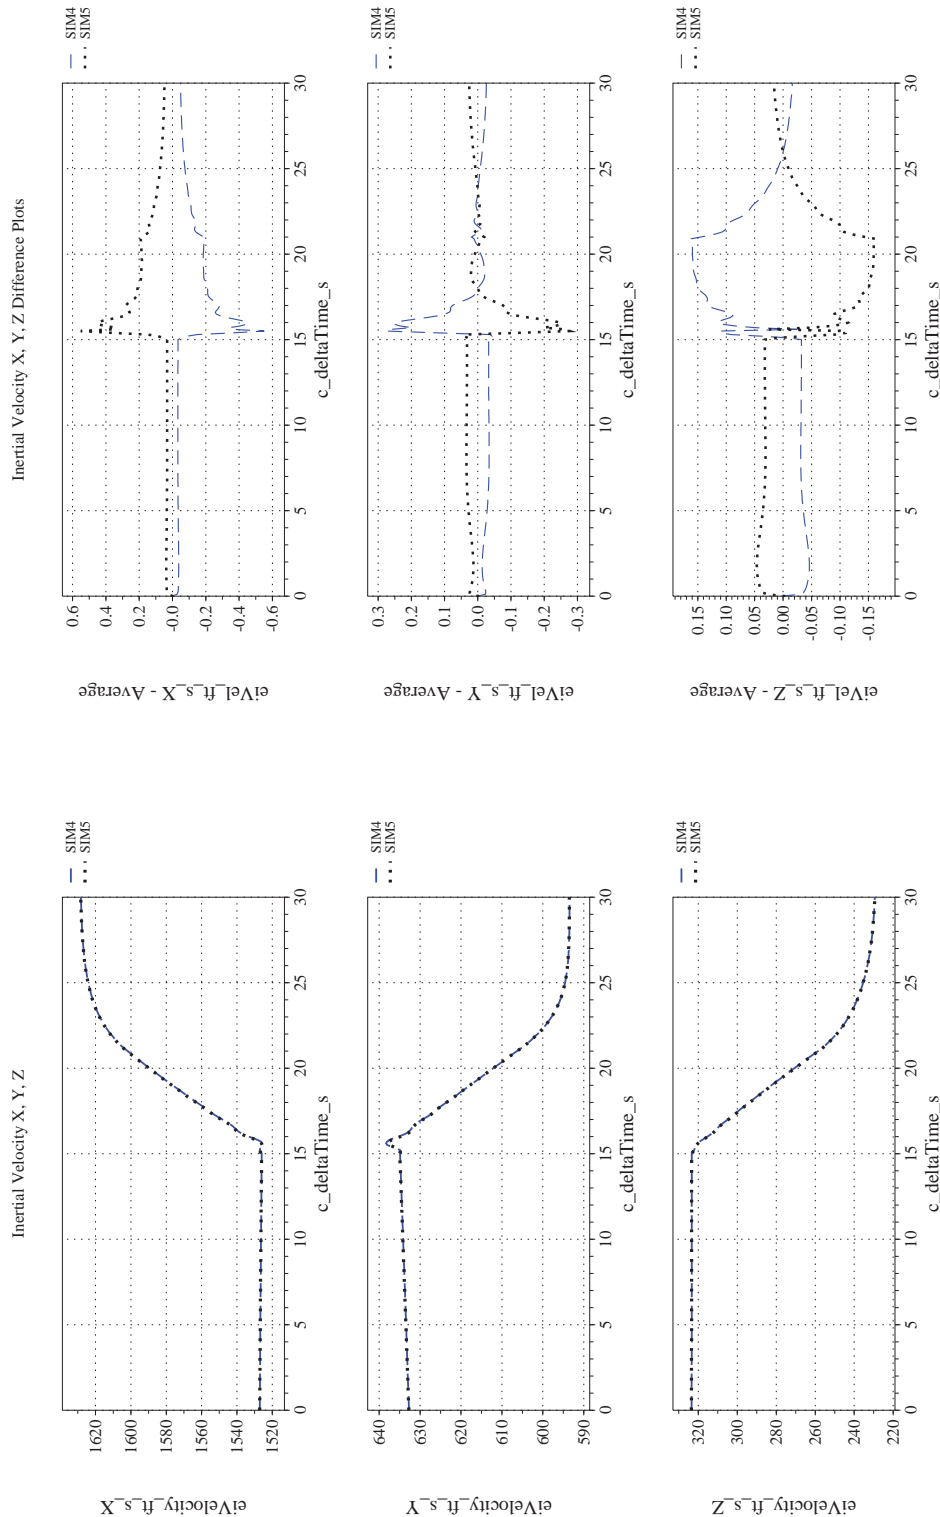 Inertial Velocity X, Y, Z
SIM4
SIM5
eiVelocity_ft_s_X
1620
1600
1580
1560
1540
1520
0 5 10 15 20 25 30
c_deltaTime_s
SIM4
SIM5
eiVelocity_ft_s_Y
640
630
620
610
600
590
0 5 10 15 20 25 30
c_deltaTime_s
SIM4
SIM5
eiVelocity_ft_s_Z
320
300
280
260
240
220
0 5 10 15 20 25 30
c_deltaTime_s
Inertial Velocity X, Y, Z Difference Plots
SIM4
SIM5
eiVel_ft_s_X - Average
0.6
0.4
0.2
-0.0
-0.2
-0.4
-0.6
0 5 10 15 20 25 30
c_deltaTime_s
SIM4
SIM5
eiVel_ft_s_Y - Average
0.3
0.2
0.1
0.0
-0.1
-0.2
-0.3
0 5 10 15 20 25 30
c_deltaTime_s
SIM4
SIM5
eiVel_ft_s_Z - Average
0.15
0.10
0.05
0.00
-0.05
-0.10
-0.15
0 5 10 15 20 25 30
c_deltaTime_s